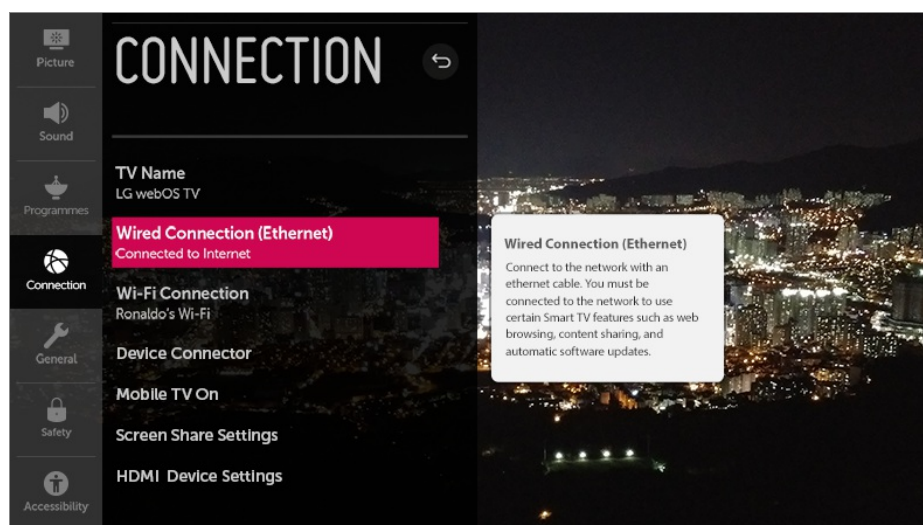 Picture
Sound
Programmes
Connection
General
Safety
Accessibility
CONNECTION
TV Name
LG webOS TV
Wired Connection (Ethernet)
Connected to Internet
Wi-Fi Connection
Ronaldo's Wi-Fi
Device Connector
Mobile TV On
Screen Share Settings
HDMI Device Settings
Wired Connection (Ethernet)
Connect to the network with an
ethernet cable. You must be
connected to the network to use
certain Smart TV features such as web
browsing, content sharing, and
automatic software updates.